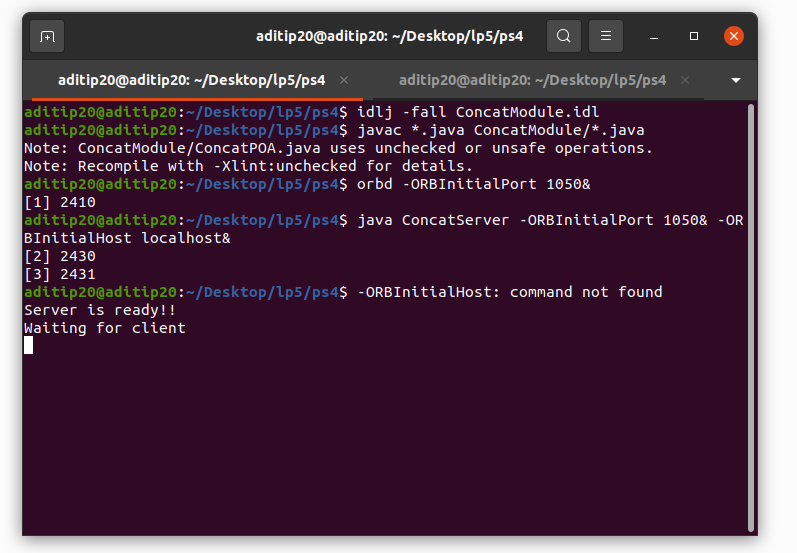 aditip20@aditip20: ~/Desktop/lp5/ps4
aditip20@aditip20: ~/Desktop/lp5/ps4 × aditip20@aditip20: ~/Desktop/lp5/ps4 ×
aditip20@aditip20:~/Desktop/lp5/ps4$ idlj -fall ConcatModule.idl
aditip20@aditip20:~/Desktop/lp5/ps4$ javac *.java ConcatModule/*.java
Note: ConcatModule/ConcatPOA.java uses unchecked or unsafe operations.
Note: Recompile with -Xlint:unchecked for details.
aditip20@aditip20:~/Desktop/lp5/ps4$ orbd -ORBInitialPort 1050&
[1] 2410
aditip20@aditip20:~/Desktop/lp5/ps4$ java ConcatServer -ORBInitialPort 1050& -OR
BInitialHost localhost&
[2] 2430
[3] 2431
aditip20@aditip20:~/Desktop/lp5/ps4$ -ORBInitialHost: command not found
Server is ready!!
Waiting for client